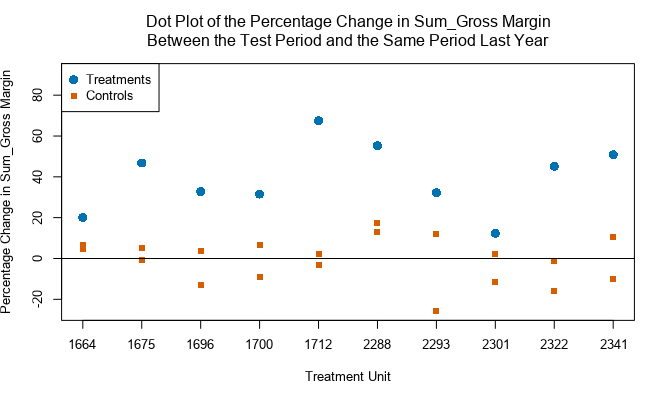 Dot Plot of the Percentage Change in Sum_Gross Margin
Between the Test Period and the Same Period Last Year
Treatments
Controls
Percentage Change in Sum_Gross Margin
80
60
40
20
0
-20
1664 1675 1696 1700 1712 2288 2293 2301 2322 2341
Treatment Unit